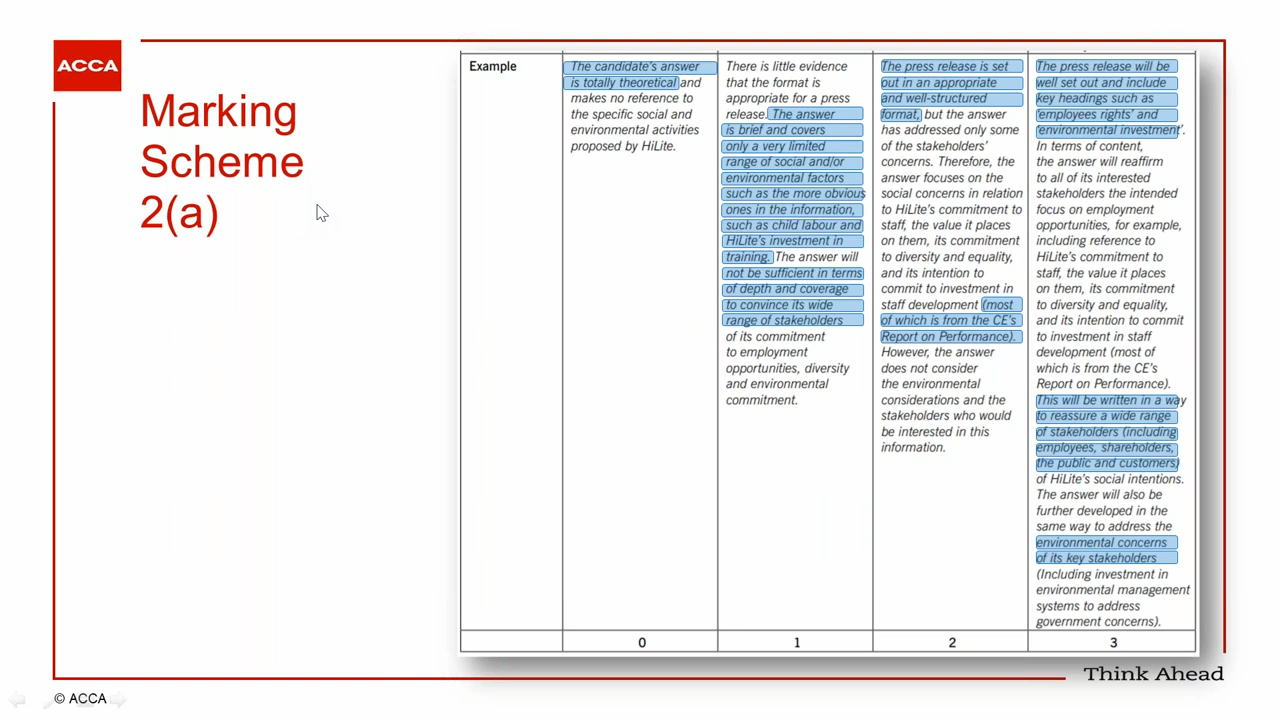 ACCA
Marking
Scheme
2(a)
Example
The candidate's answer
is totally theoretical and
makes no reference to
the specific social and
environmental activities
proposed by HiLite.
There is little evidence
that the format is
appropriate for a press
release. The answer
is brief and covers
only a very limited
range of social and/or
environmental factors
such as the more obvious
ones in the information,
such as child labour and
HiLite's investment in
training. The answer will
not be sufficient in terms
of depth and coverage
to convince its wide
range of stakeholders
of its commitment
to employment
opportunities, diversity
and environmental
commitment.
The press release is set
out in an appropriate
and well-structured
format, but the answer
has addressed only some
of the stakeholders'
concerns. Therefore, the
answer focuses on the
social concerns in relation
to HiLite's commitment to
staff, the value it places
on them, its commitment
to diversity and equality,
and its intention to
commit to investment in
staff development (most
of which is from the CE's
Report on Performance).
However, the answer
does not consider
the environmental
considerations and the
stakeholders who would
be interested in this
information.
The press release will be
well set out and include
key headings such as
'employees rights' and
'environmental investment'.
In terms of content,
the answer will reaffirm
to all of its interested
stakeholders the intended
focus on employment
opportunities, for example,
including reference to
HiLite's commitment to
staff, the value it places
on them, its commitment
to diversity and equality,
and its intention to commit
to investment in staff
development (most of
which is from the CE's
Report on Performance).
This will be written in a way
to reassure a wide range
of stakeholders (including
employees, shareholders,
the public and customers)
of HiLite's social intentions.
The answer will also be
further developed in the
same way to address the
environmental concerns
of its key stakeholders
(Including investment in
environmental management
systems to address
government concerns).
0
1
2
3
Think Ahead
© ACCA